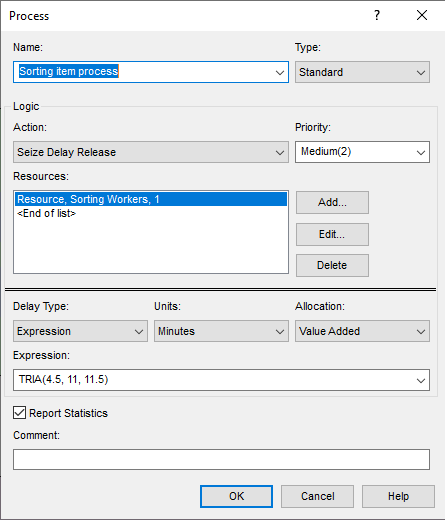 Process
?
Name:
Type:
Sorting item process
Standard
Logic
Action:
Priority:
Seize Delay Release
Medium(2)
Resources:
Resource, Sorting Workers, 1
<End of list>
Add...
Edit...
Delete
Delay Type:
Units:
Allocation:
Expression
Minutes
Value Added
Expression:
TRIA(4.5, 11, 11.5)
Report Statistics
Comment:
OK
Cancel
Help